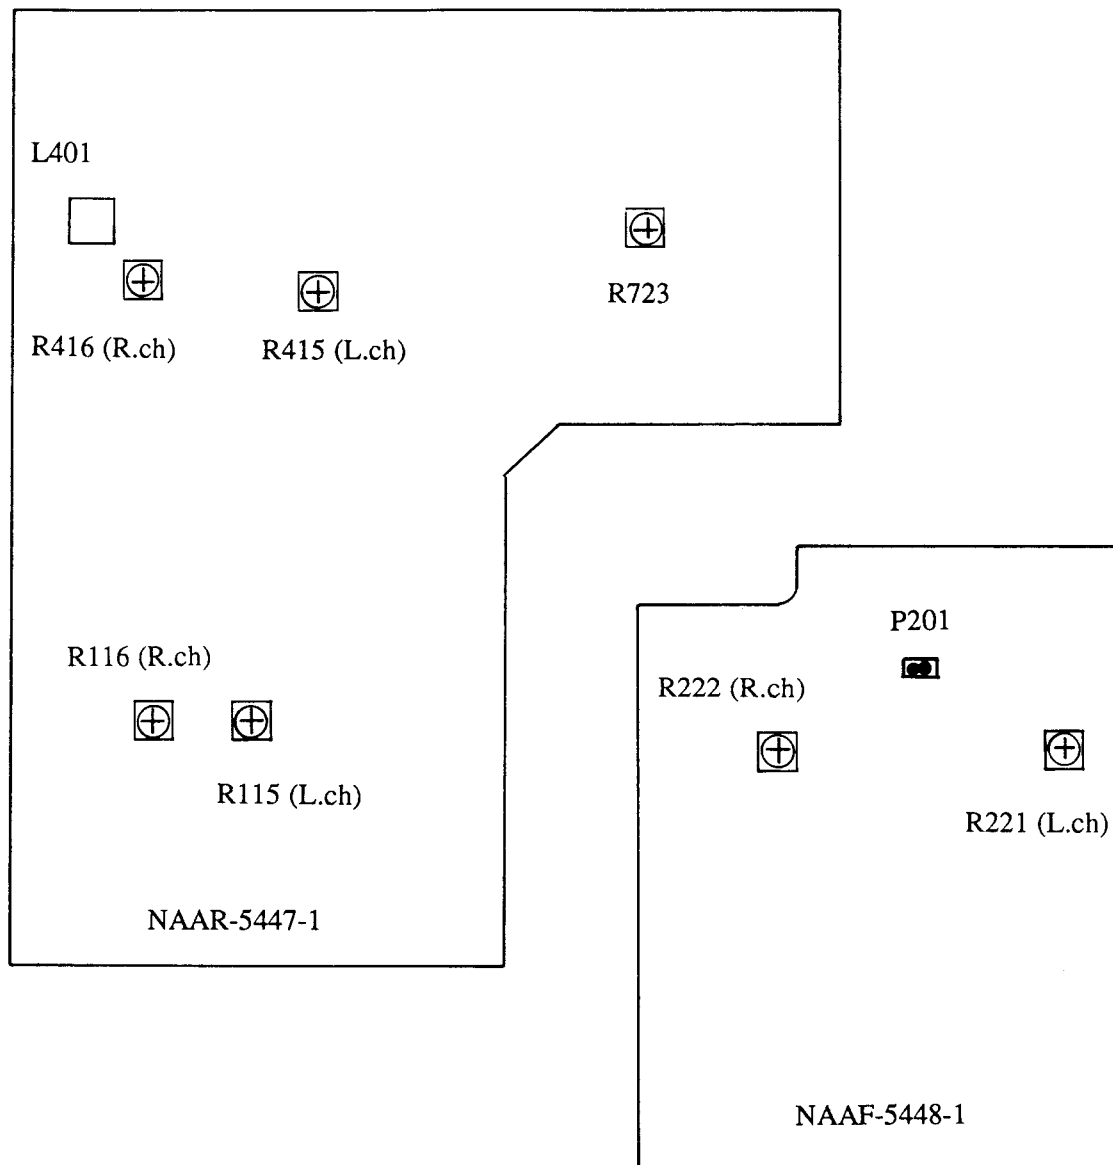 L401
R723
R416 (R.ch)
R415 (L.ch)
R116 (R.ch)
R115 (L.ch)
NAAR-5447-1
P201
R222 (R.ch)
R221 (L.ch)
NAAF-5448-1